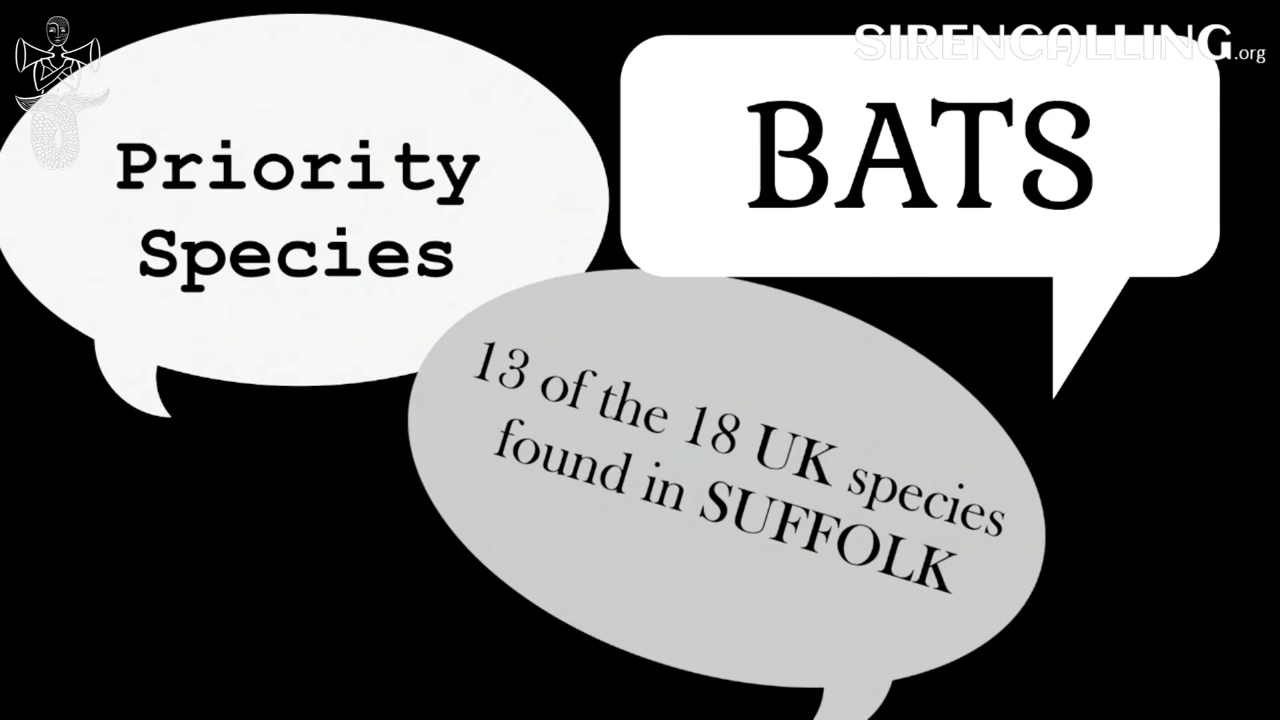 SIRENCALLING.org
Priority
Species
BATS
13 of the 18 UK species
found in SUFFOLK